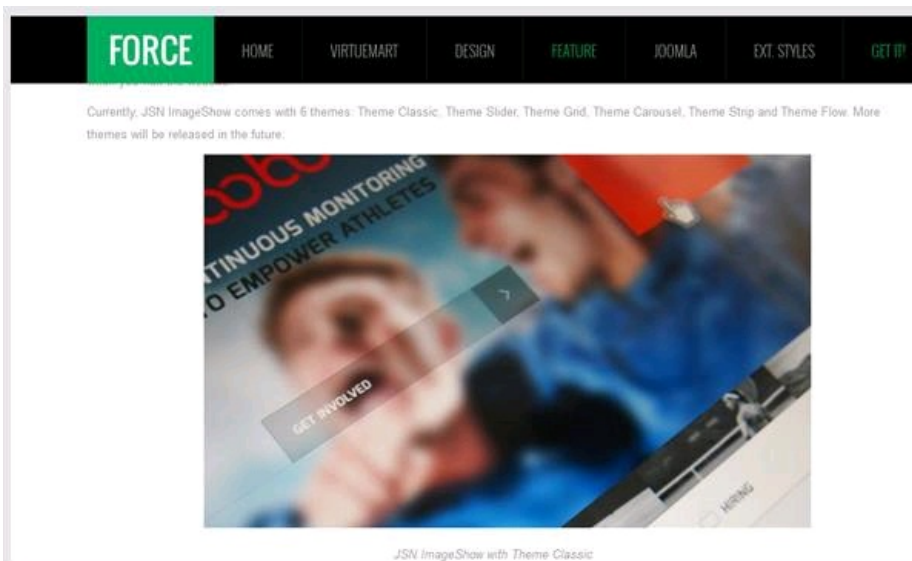 FORCE
HOME
VIRTUEMART
DESIGN
FEATURE
JOOMLA
EXT. STYLES
GET IT!
Currently, JSN ImageShow comes with 6 themes: Theme Classic, Theme Slider, Theme Grid, Theme Carousel, Theme Strip and Theme Flow. More
themes will be released in the future.
CONTINUOUS MONITORING
TO EMPOWER ATHLETES
GET INVOLVED
HIRING
JSN ImageShow with Theme Classic